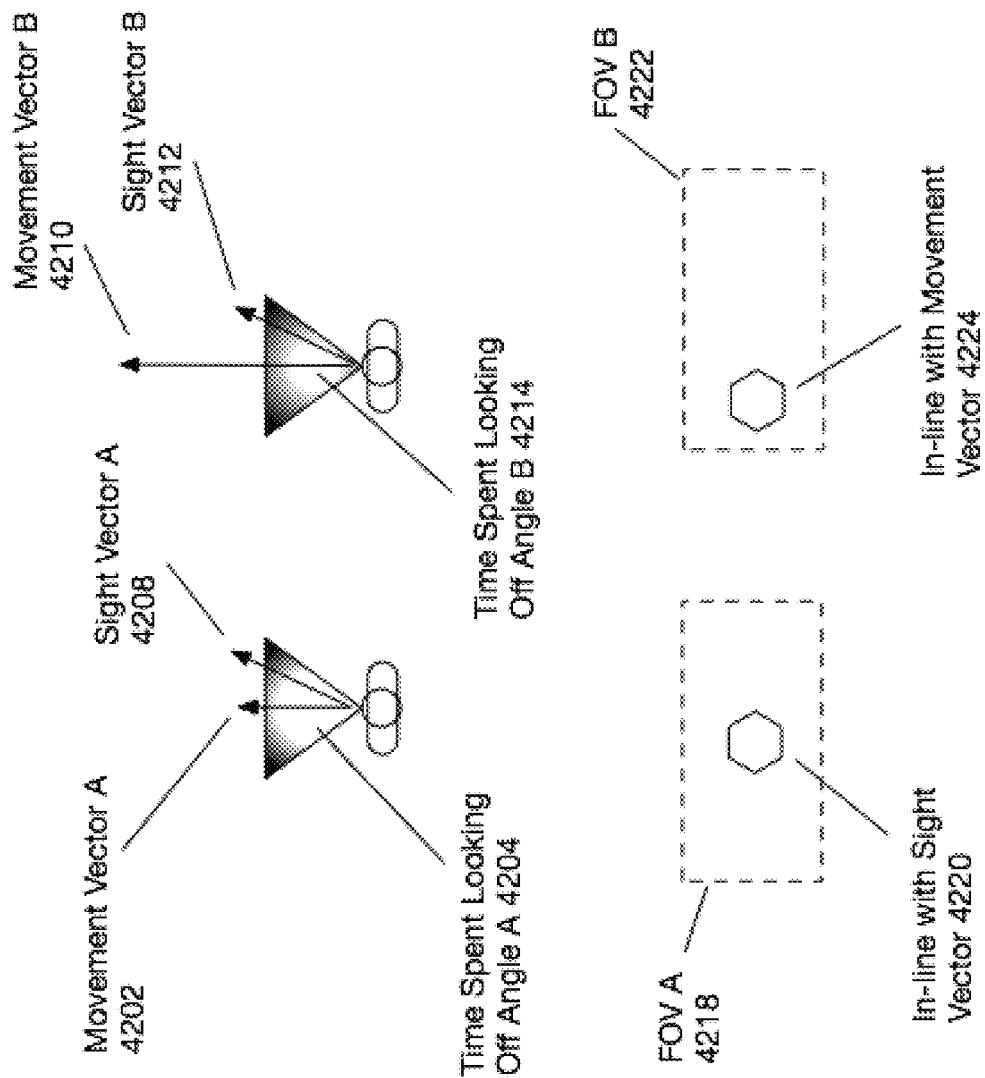 Movement Vector A
4202
Sight Vector A
4208
Movement Vector B
4210
Sight Vector B
4212
Time Spent Looking
Off Angle A 4204
Time Spent Looking
Off Angle B 4214
FOV A
4218
FOV B
4222
In-line with Sight
Vector 4220
In-line with Movement
Vector 4224